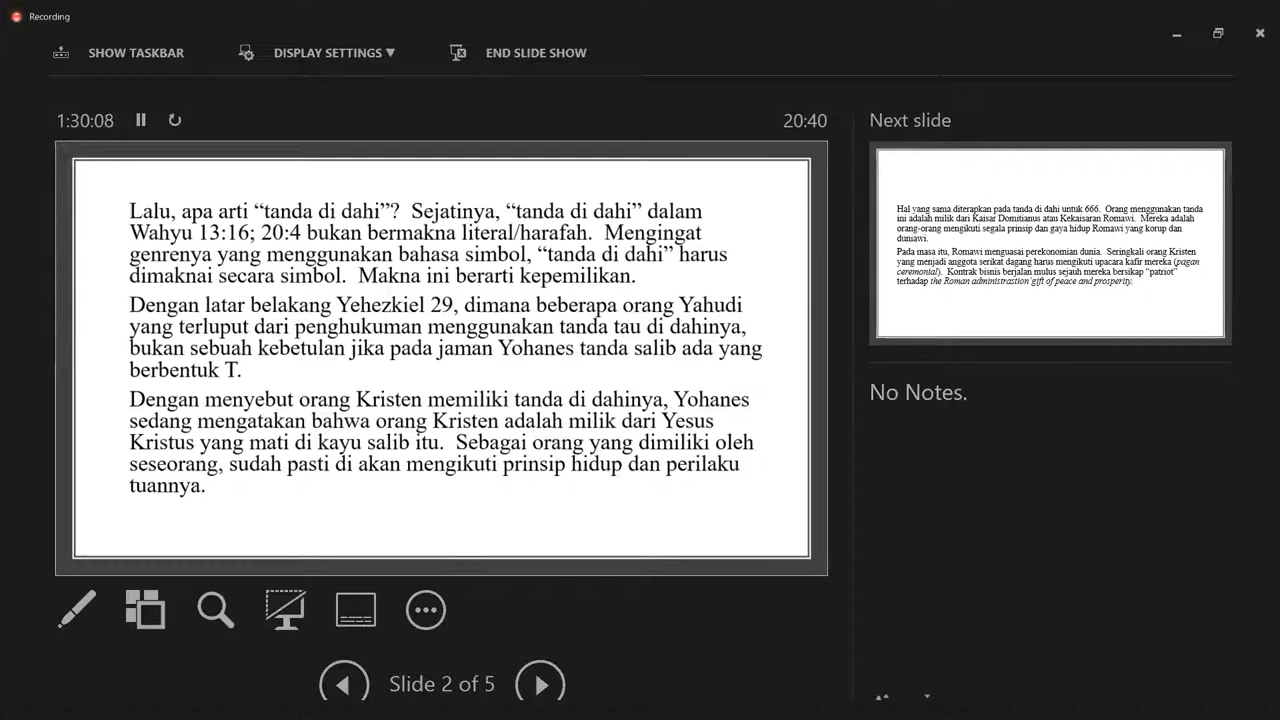 Recording
SHOW TASKBAR
DISPLAY SETTINGS ▼
END SLIDE SHOW
1:30:08
20:40
Lalu, apa arti “tanda di dahi”?  Sejatinya, “tanda di dahi” dalam
Wahyu 13:16; 20:4 bukan bermakna literal/harafah.  Mengingat
genrenya yang menggunakan bahasa simbol, “tanda di dahi” harus
dimaknai secara simbol.  Makna ini berarti kepemilikan.
Dengan latar belakang Yehezkiel 29, dimana beberapa orang Yahudi
yang terluput dari penghukuman menggunakan tanda tau di dahinya,
bukan sebuah kebetulan jika pada jaman Yohanes tanda salib ada yang
berbentuk T.
Dengan menyebut orang Kristen memiliki tanda di dahinya, Yohanes
sedang mengatakan bahwa orang Kristen adalah milik dari Yesus
Kristus yang mati di kayu salib itu.  Sebagai orang yang dimiliki oleh
seseorang, sudah pasti di akan mengikuti prinsip hidup dan perilaku
tuannya.
Slide 2 of 5
Next slide
Hal yang sama diterapkan pada tanda di dahi untuk 666.  Orang menggunakan tanda
ini adalah milik dari Kaisar Domitianus atau Kekaisaran Romawi.  Mereka adalah
orang-orang mengikuti segala prinsip dan gaya hidup Romawi yang korup dan
duniawi.
Pada masa itu, Romawi menguasai perekonomian dunia.  Seringkali orang Kristen
yang menjadi anggota serikat dagang harus mengikuti upacara kafir mereka (pagan
ceremonial).  Kontrak bisnis berjalan mulus sejauh mereka bersikap “patriot”
terhadap the Roman administrastion'gift of peace and prosperity.
No Notes.